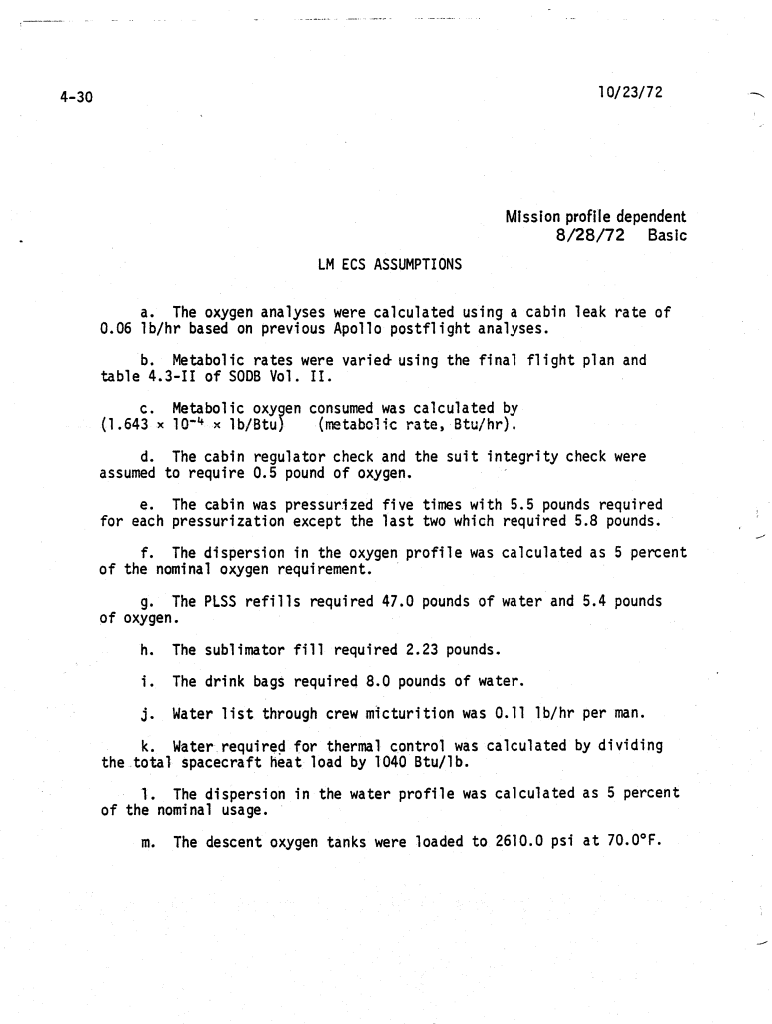 4-30
10/23/72
Mission profile dependent
8/28/72 Basic
LM ECS ASSUMPTIONS
a. The oxygen analyses were calculated using a cabin leak rate of
0.06 lb/hr based on previous Apollo postflight analyses.
b. Metabolic rates were varied using the final flight plan and
table 4.3-II of SODB Vol. II.
c. Metabolic oxygen consumed was calculated by
(1.643 × 10⁻⁴ × lb/Btu) (metabolic rate, Btu/hr).
d. The cabin regulator check and the suit integrity check were
assumed to require 0.5 pound of oxygen.
e. The cabin was pressurized five times with 5.5 pounds required
for each pressurization except the last two which required 5.8 pounds.
f. The dispersion in the oxygen profile was calculated as 5 percent
of the nominal oxygen requirement.
g. The PLSS refills required 47.0 pounds of water and 5.4 pounds
of oxygen.
h. The sublimator fill required 2.23 pounds.
i. The drink bags required 8.0 pounds of water.
j. Water list through crew micturition was 0.11 lb/hr per man.
k. Water required for thermal control was calculated by dividing
the total spacecraft heat load by 1040 Btu/lb.
l. The dispersion in the water profile was calculated as 5 percent
of the nominal usage.
m. The descent oxygen tanks were loaded to 2610.0 psi at 70.0°F.